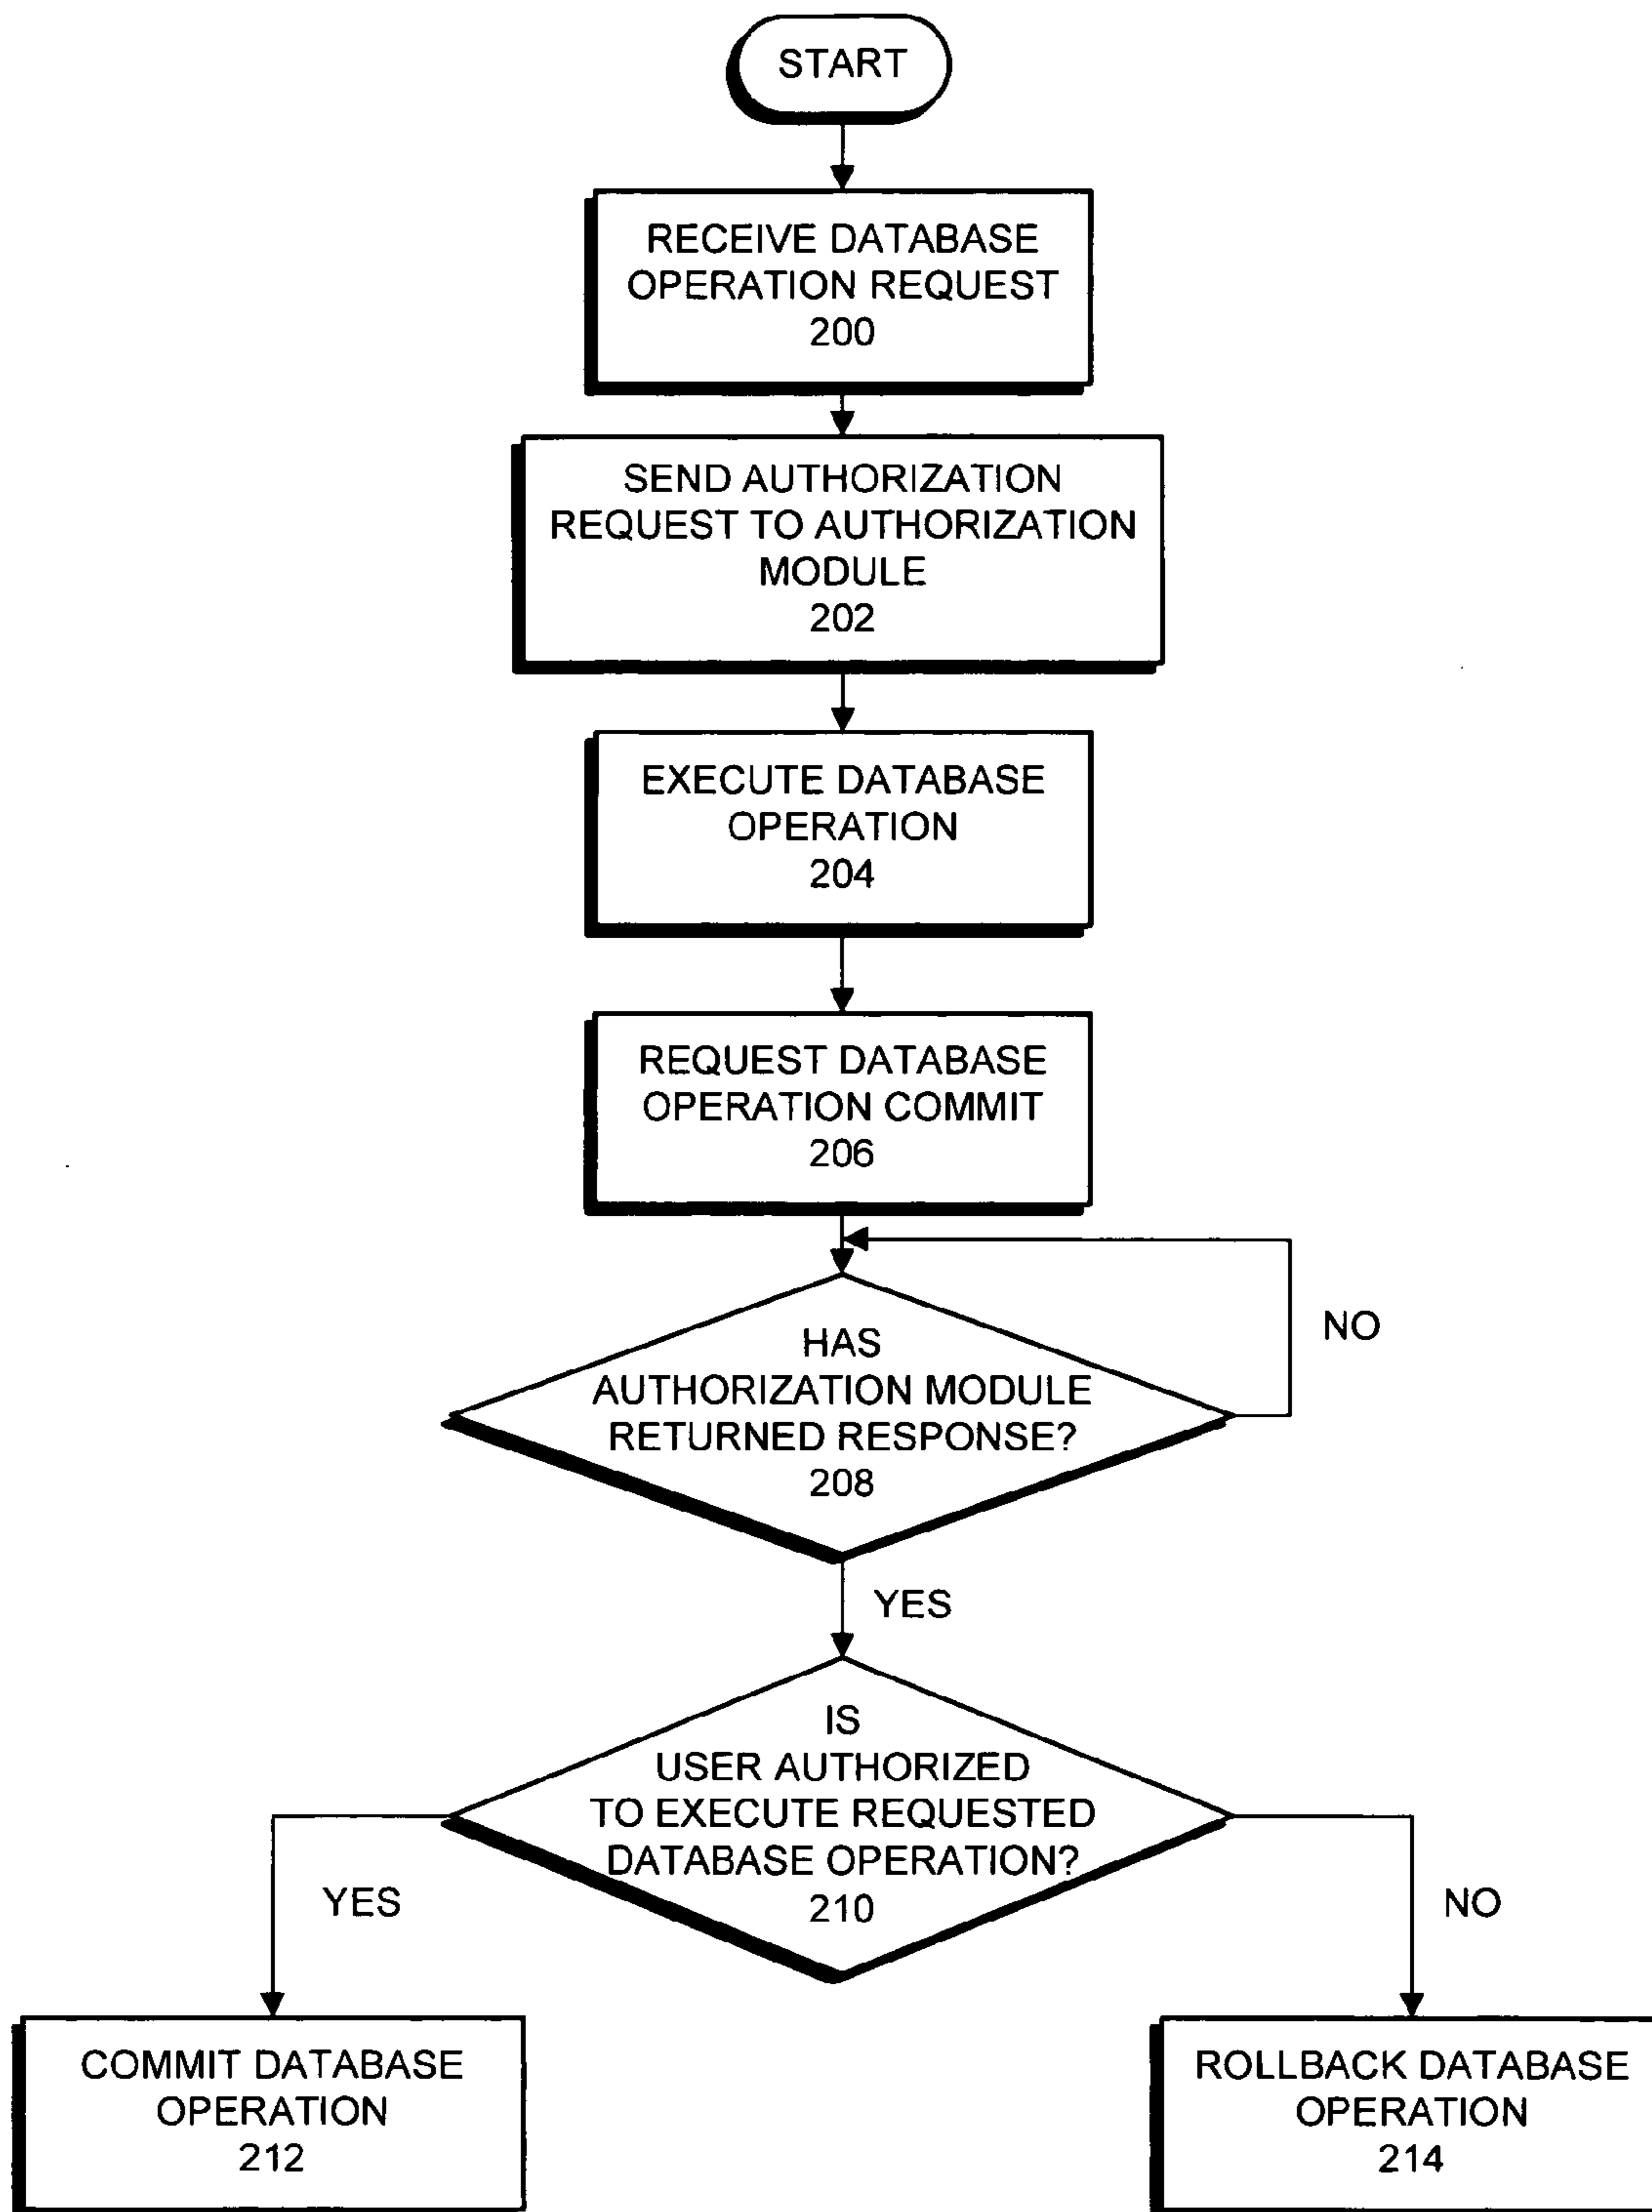 START
RECEIVE DATABASE
OPERATION REQUEST
200
SEND AUTHORIZATION
REQUEST TO AUTHORIZATION
MODULE
202
EXECUTE DATABASE
OPERATION
204
REQUEST DATABASE
OPERATION COMMIT
206
HAS
AUTHORIZATION MODULE
RETURNED RESPONSE?
208
NO
YES
IS
USER AUTHORIZED
TO EXECUTE REQUESTED
DATABASE OPERATION?
210
YES
NO
COMMIT DATABASE
OPERATION
212
ROLLBACK DATABASE
OPERATION
214